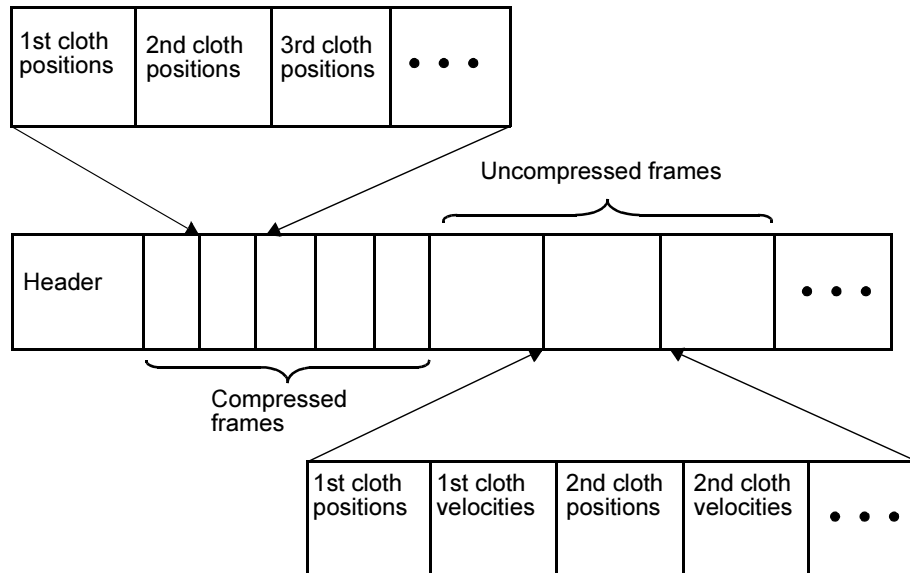 1st cloth
positions
2nd cloth
positions
3rd cloth
positions
• • •
Uncompressed frames
Header
• • •
Compressed
frames
1st cloth
positions
1st cloth
velocities
2nd cloth
positions
2nd cloth
velocities
• • •